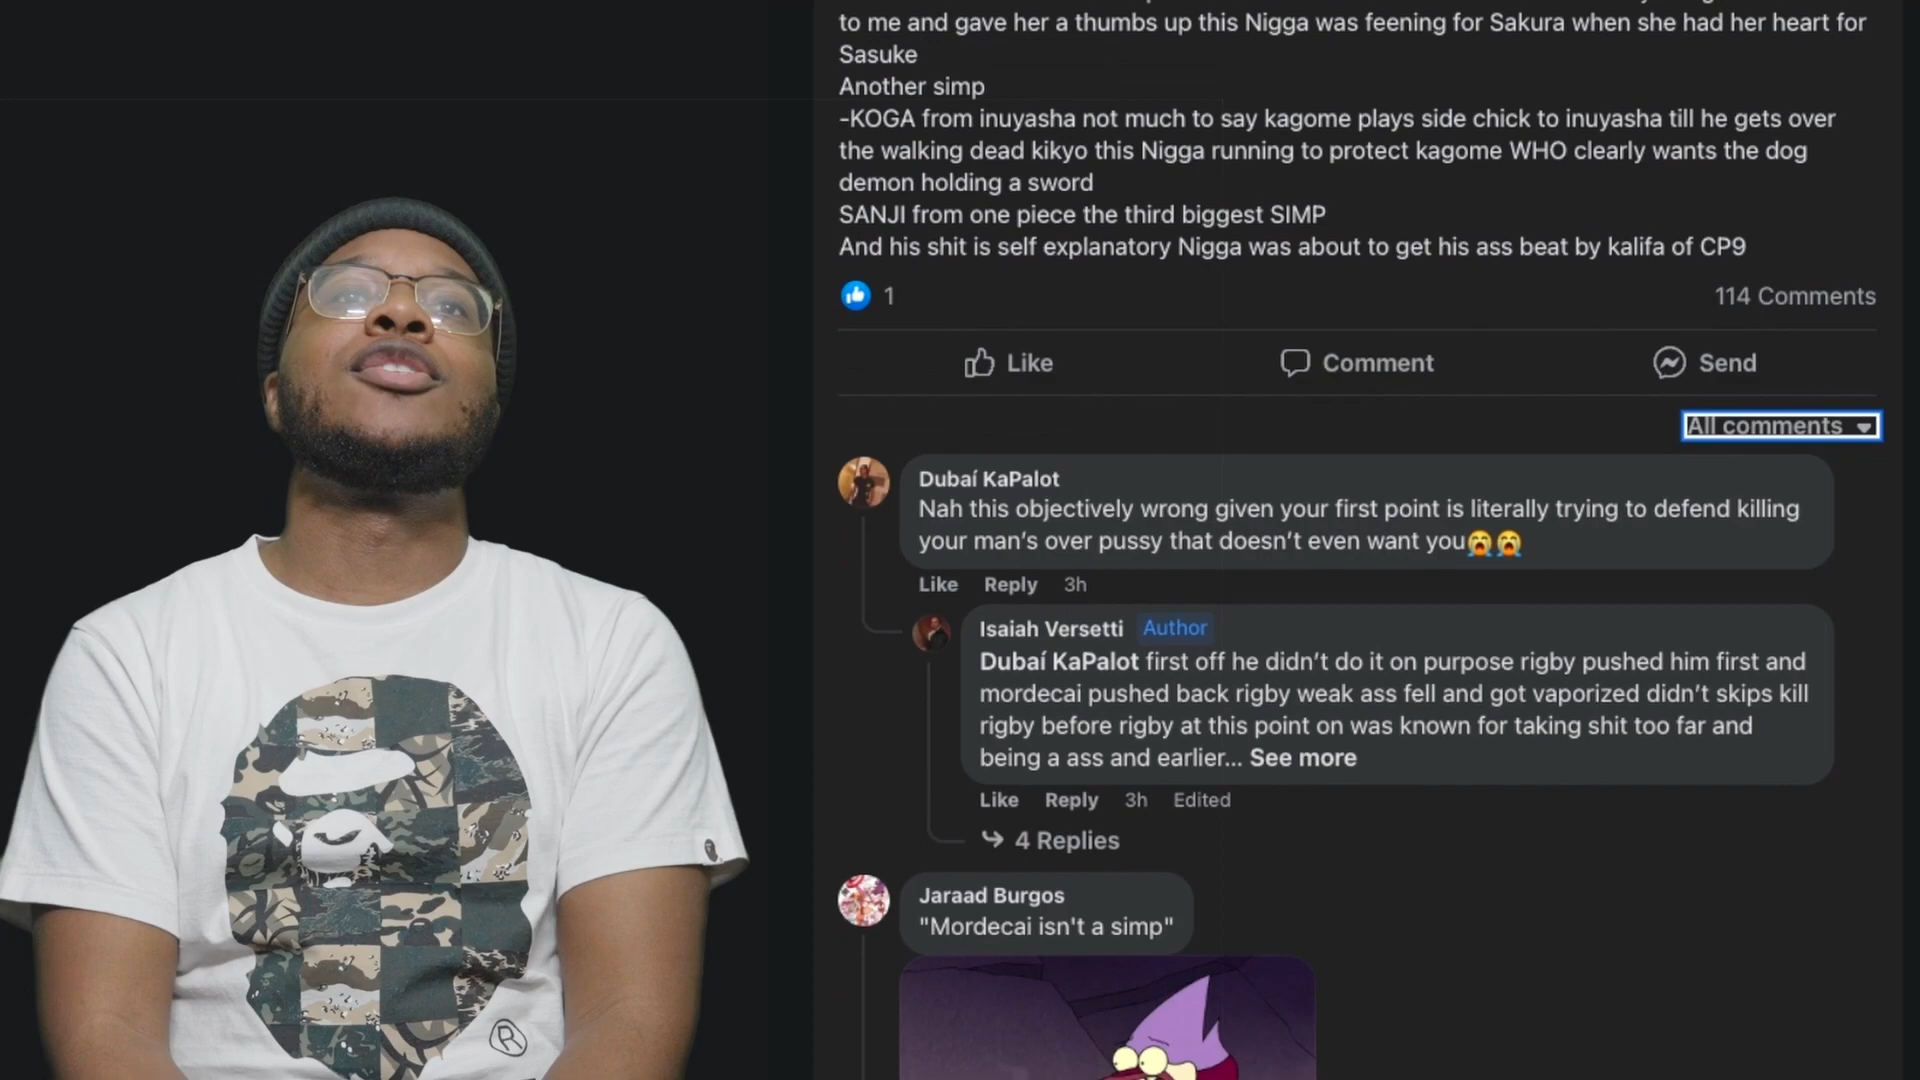 to me and gave her a thumbs up this Nigga was feening for Sakura when she had her heart for
Sasuke
Another simp
-KOGA from inuyasha not much to say kagome plays side chick to inuyasha till he gets over
the walking dead kikyo this Nigga running to protect kagome WHO clearly wants the dog
demon holding a sword
SANJI from one piece the third biggest SIMP
And his shit is self explanatory Nigga was about to get his ass beat by kalifa of CP9
1
114 Comments
Like
Comment
Send
All comments
Dubaí KaPalot
Nah this objectively wrong given your first point is literally trying to defend killing
your man’s over pussy that doesn’t even want you😭😭
Like Reply 3h
Isaiah Versetti Author
Dubaí KaPalot first off he didn’t do it on purpose rigby pushed him first and
mordecai pushed back rigby weak ass fell and got vaporized didn’t skips kill
rigby before rigby at this point on was known for taking shit too far and
being a ass and earlier... See more
Like Reply 3h Edited
4 Replies
Jaraad Burgos
"Mordecai isn't a simp"
R